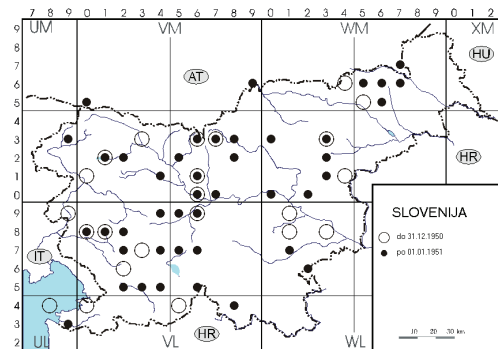 7 8 9 0 1 2 3 4 5 6 7 8 9 0 1 2 3 4 5 6 7 8 9 0 1 2
9 UM VM WM XM
8 HU
7 AT
6
5
4
3
2 HR
1
0
9 SLOVENIJA
8 do 31.12.1950
7 IT po 01.01.1951
6
5
4
3 10 20 30 km
2 UL VL HR WL